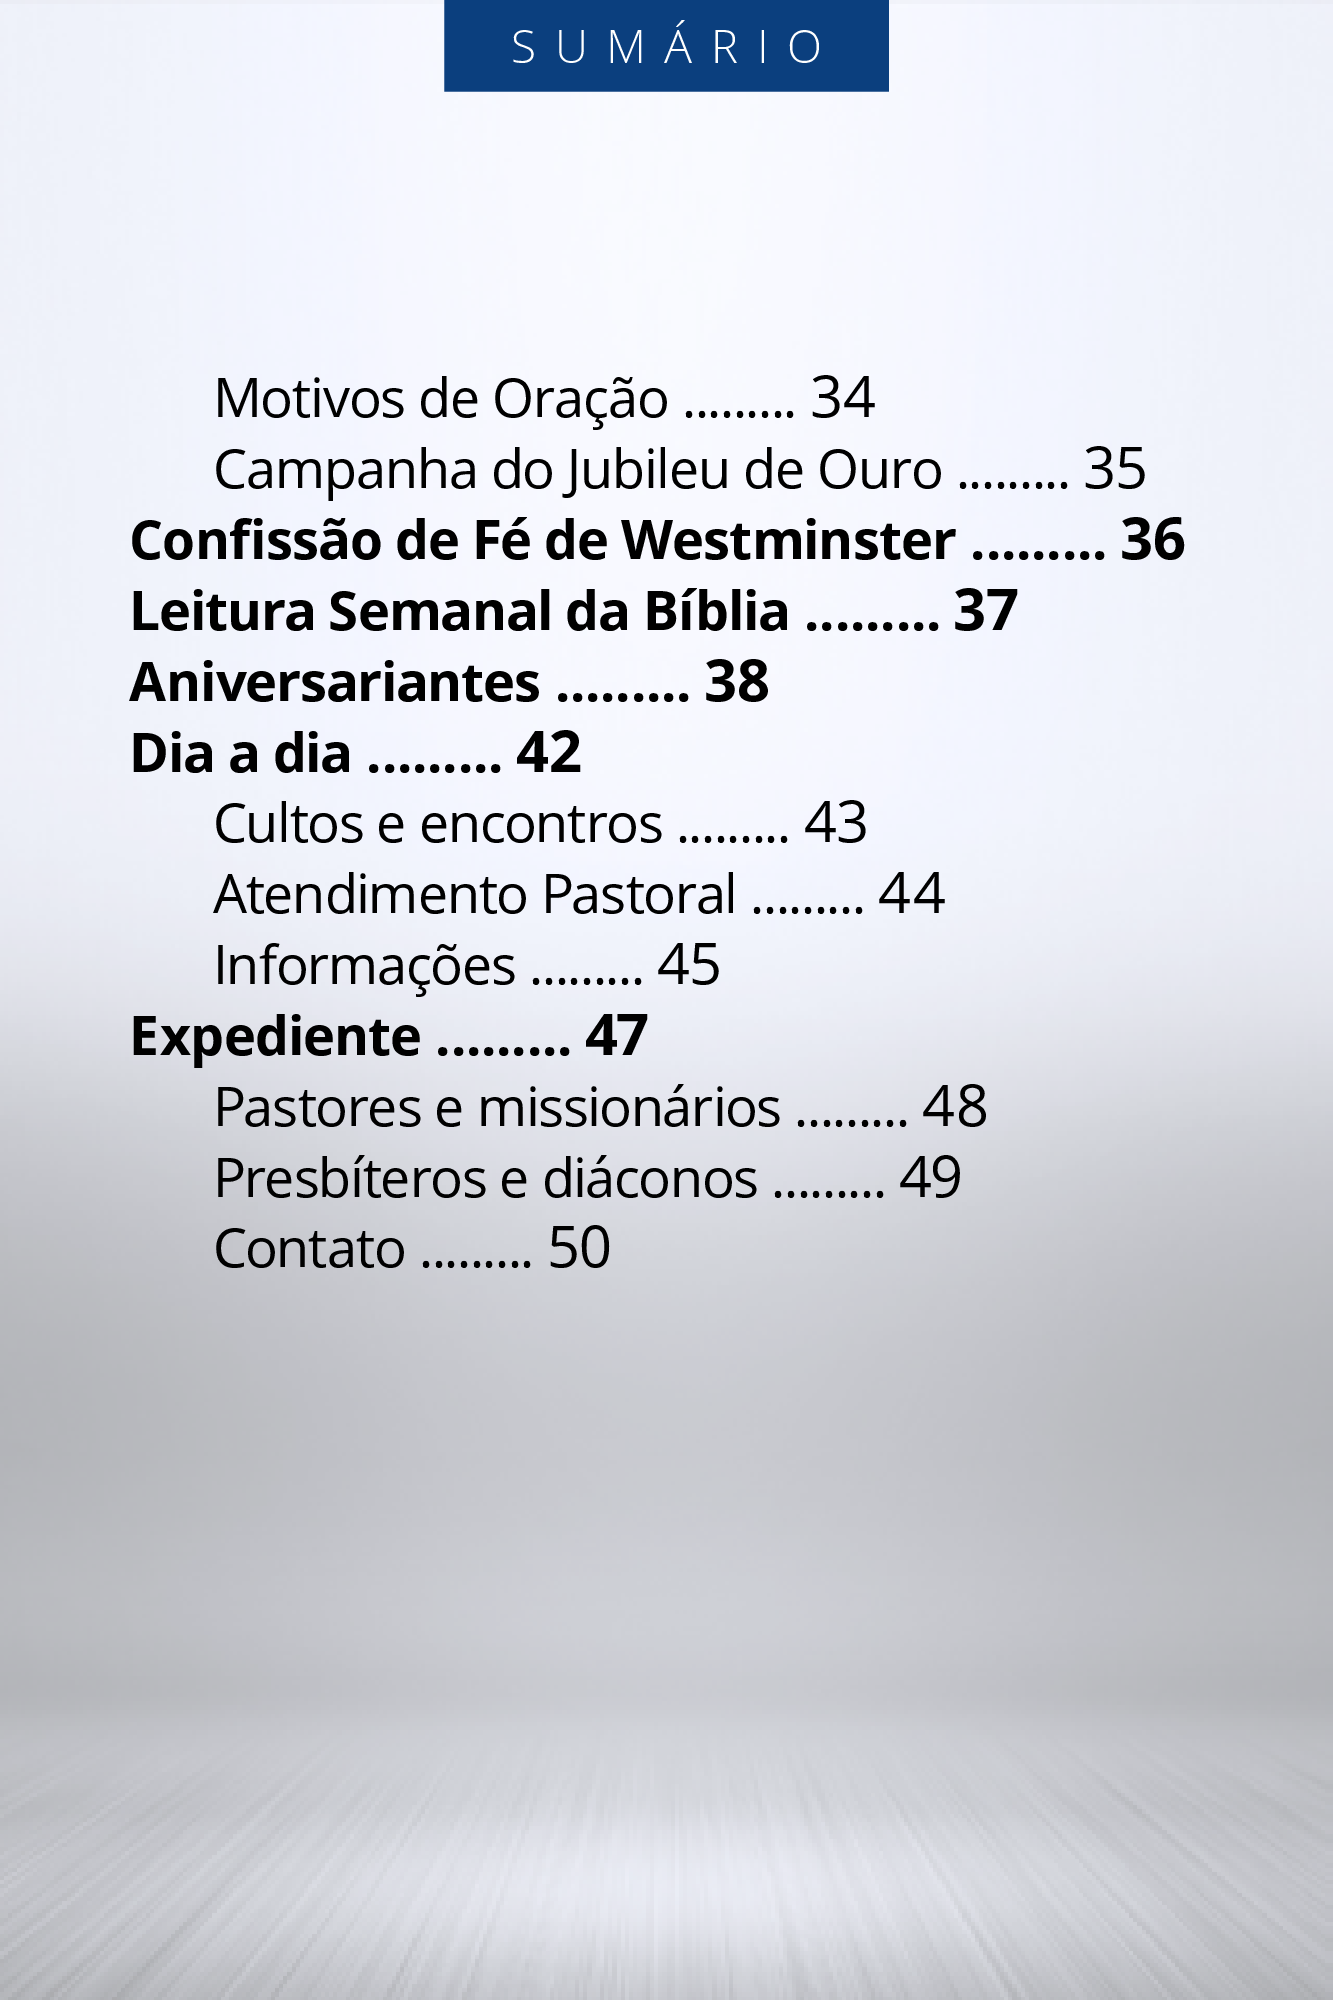 SUMÁRIO
Motivos de Oração ......... 34
Campanha do Jubileu de Ouro ......... 35
Confissão de Fé de Westminster ......... 36
Leitura Semanal da Bíblia ......... 37
Aniversariantes ......... 38
Dia a dia ......... 42
Cultos e encontros ......... 43
Atendimento Pastoral ......... 44
Informações ......... 45
Expediente ......... 47
Pastores e missionários ......... 48
Presbíteros e diáconos ......... 49
Contato ......... 50